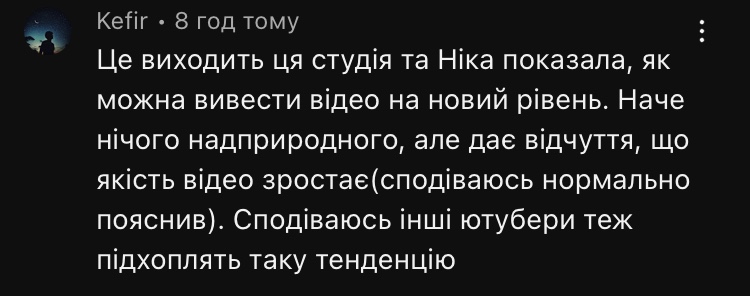 Kefir • 8 год тому
Це виходить ця студія та Ніка показала, як
можна вивести відео на новий рівень. Наче
нічого надприродного, але дає відчуття, що
якість відео зростає(сподіваюсь нормально
пояснив). Сподіваюсь інші ютубери теж
підхоплять таку тенденцію